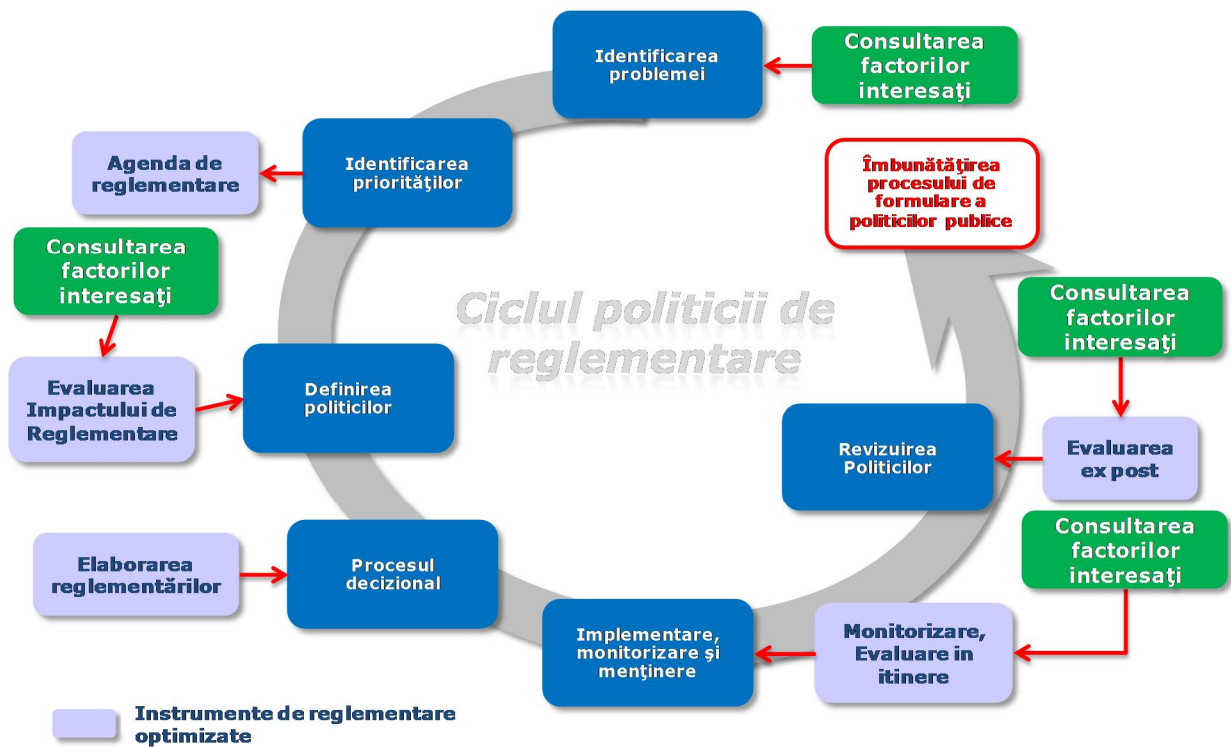 Identificarea
problemei
Consultarea
factorilor
interesaţi
Agenda de
reglementare
Identificarea
priorităţilor
Îmbunătăţirea
procesului de
formulare a
politicilor publice
Consultarea
factorilor
interesaţi
Ciclul politicii de
reglementare
Consultarea
factorilor
interesaţi
Evaluarea
Impactului de
Reglementare
Definirea
politicilor
Revizuirea
Politicilor
Evaluarea
ex post
Elaborarea
reglementărilor
Procesul
decizional
Consultarea
factorilor
interesaţi
Implementare,
monitorizare şi
menţinere
Monitorizare,
Evaluare in
itinere
Instrumente de reglementare
optimizate